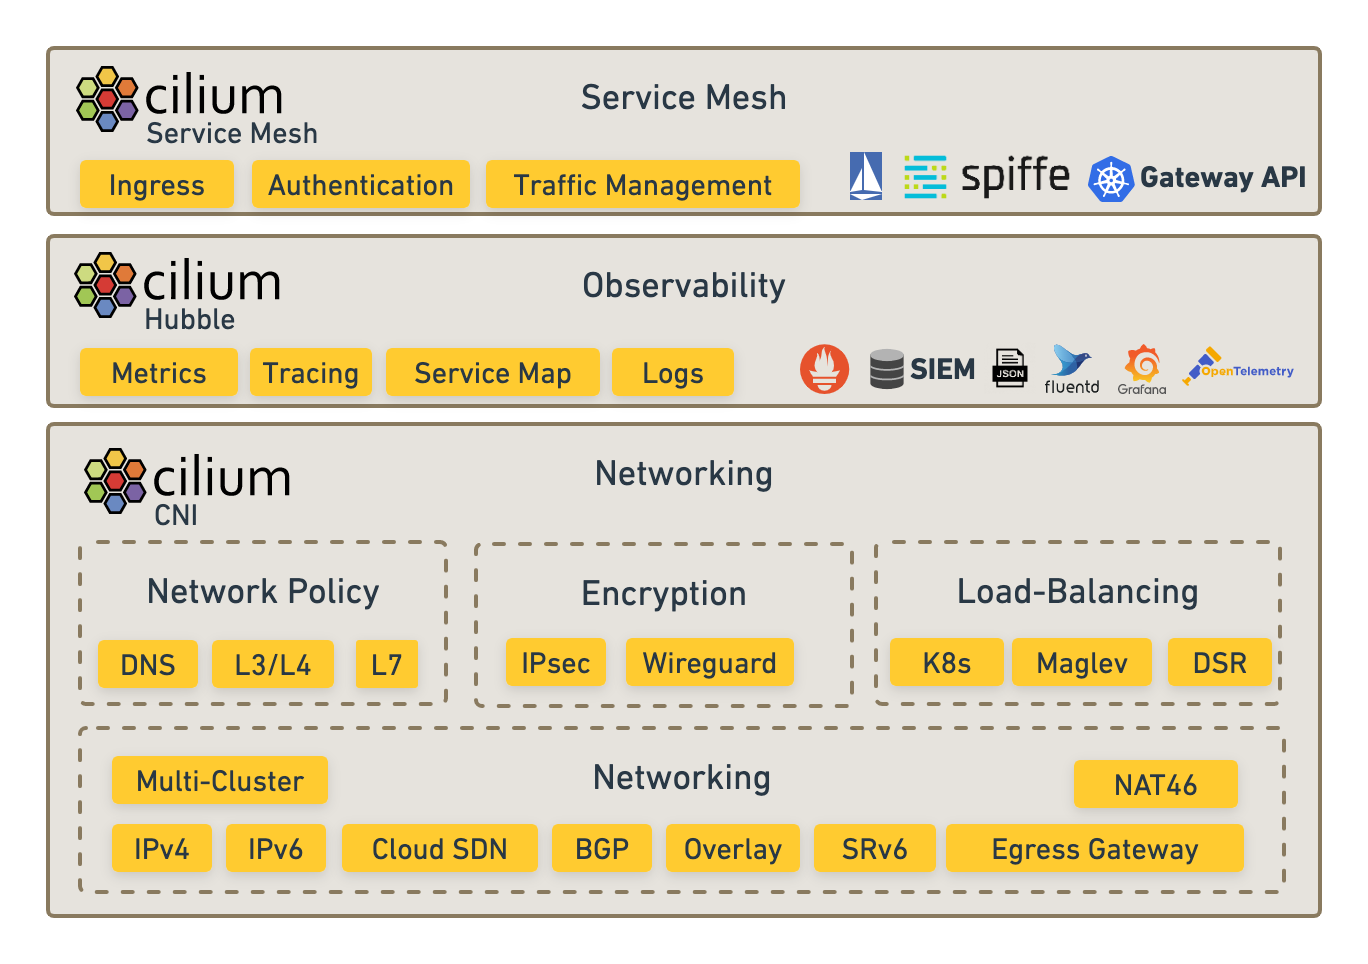 cilium
Service Mesh
Service Mesh
Ingress
Authentication
Traffic Management
spiffe
Gateway API
cilium
Hubble
Observability
Metrics
Tracing
Service Map
Logs
SIEM
JSON
fluentd
Grafana
OpenTelemetry
cilium
CNI
Networking
Network Policy
DNS
L3/L4
L7
Encryption
IPsec
Wireguard
Load-Balancing
K8s
Maglev
DSR
Multi-Cluster
Networking
NAT46
IPv4
IPv6
Cloud SDN
BGP
Overlay
SRv6
Egress Gateway